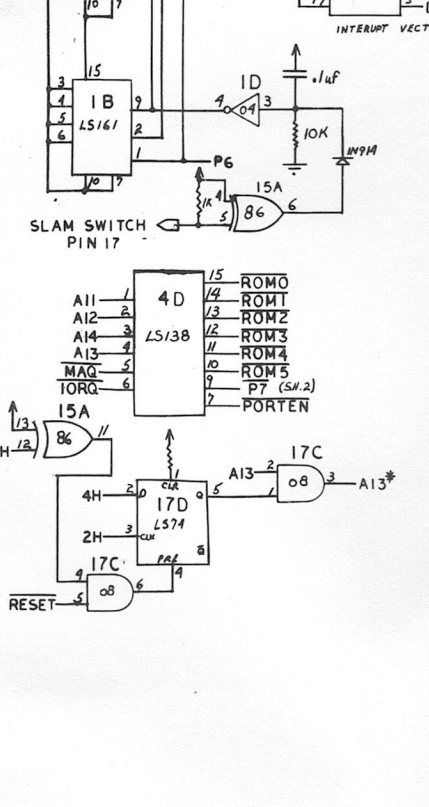 10 7
INTERUPT VECT
15
.1uf
1D
3 1B 9 4 04 3
4 LS161
5 2 10K
6 1 P6
1N914
10 7
15A
1K 4 86 6
5
SLAM SWITCH
PIN 17
4D
LS138
15 ROM0
A11 1 14 ROM1
A12 2 13 ROM2
A14 3 12 ROM3
A13 4 11 ROM4
MAQ 5 10 ROM5
IORQ 6 9 P7 (SH.2)
7 PORTEN
15A
13 86 11
H 12
17C
1 CLR
A13 2 08 3 A13*
1
4H 2 D 17D Q 5
LS74
2H 3 CLK
Q
PRE
4
17C
4 08 6
RESET 5